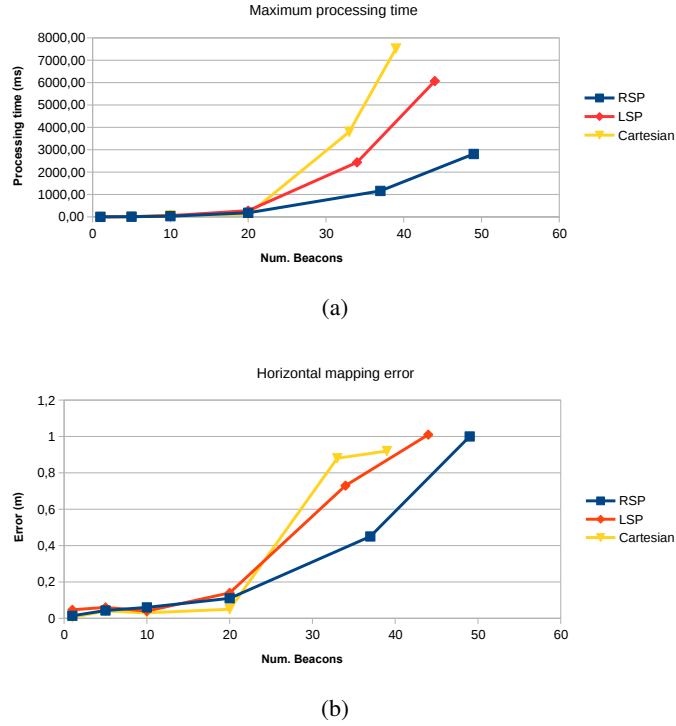 Maximum processing time
8000,00
7000,00
6000,00
5000,00
4000,00
3000,00
2000,00
1000,00
0,00
Processing time (ms)
0 10 20 30 40 50 60
Num. Beacons
RSP
LSP
Cartesian
(a)
Horizontal mapping error
1,2
1
0,8
0,6
0,4
0,2
0
Error (m)
0 10 20 30 40 50 60
Num. Beacons
RSP
LSP
Cartesian
(b)